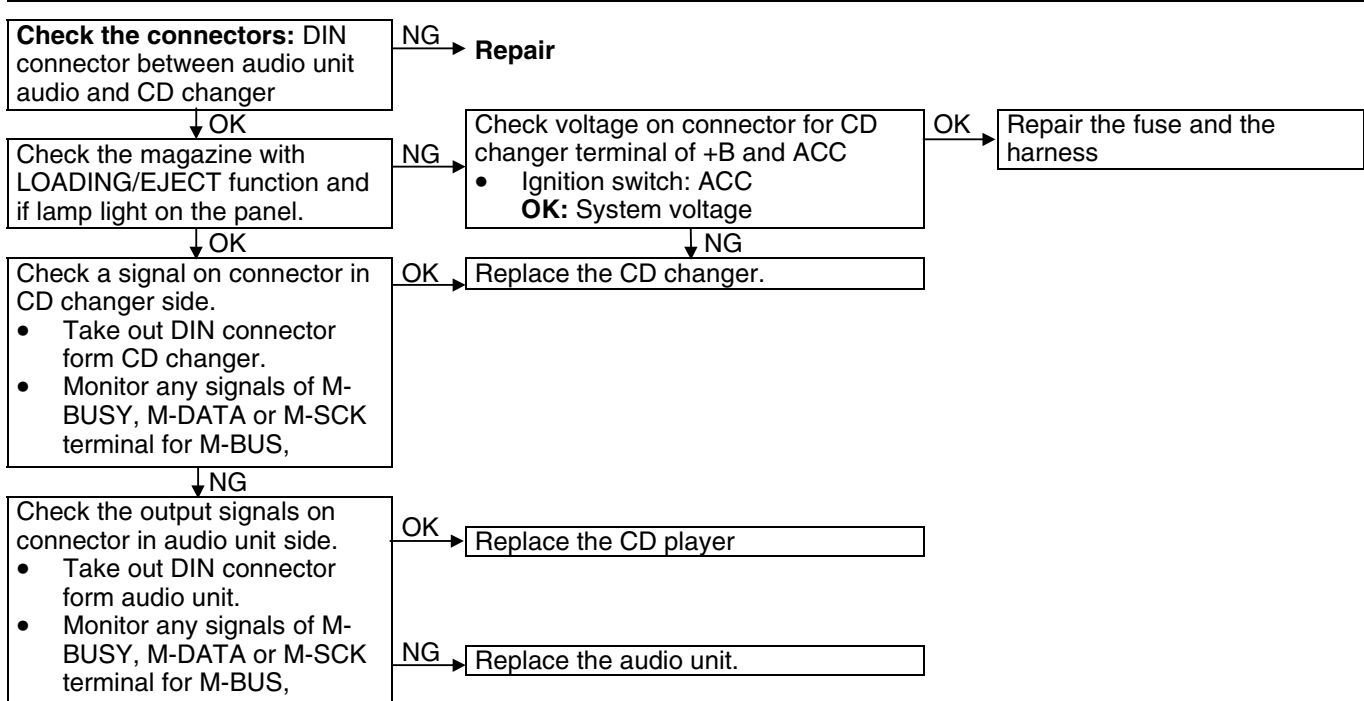 Check the connectors: DIN
connector between audio unit
audio and CD changer
NG
Repair
OK
Check the magazine with
LOADING/EJECT function and
if lamp light on the panel.
NG
Check voltage on connector for CD
changer terminal of +B and ACC
• Ignition switch: ACC
OK: System voltage
OK
Repair the fuse and the
harness
OK
NG
Check a signal on connector in
CD changer side.
• Take out DIN connector
form CD changer.
• Monitor any signals of M-
BUSY, M-DATA or M-SCK
terminal for M-BUS,
OK
Replace the CD changer.
NG
Check the output signals on
connector in audio unit side.
• Take out DIN connector
form audio unit.
• Monitor any signals of M-
BUSY, M-DATA or M-SCK
terminal for M-BUS,
OK
Replace the CD player
NG
Replace the audio unit.